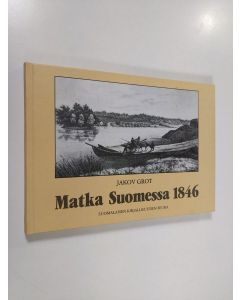 JAKOV GROT
Matka Suomessa 1846
SUOMALAISEN KIRJALLISUUDEN SEURA